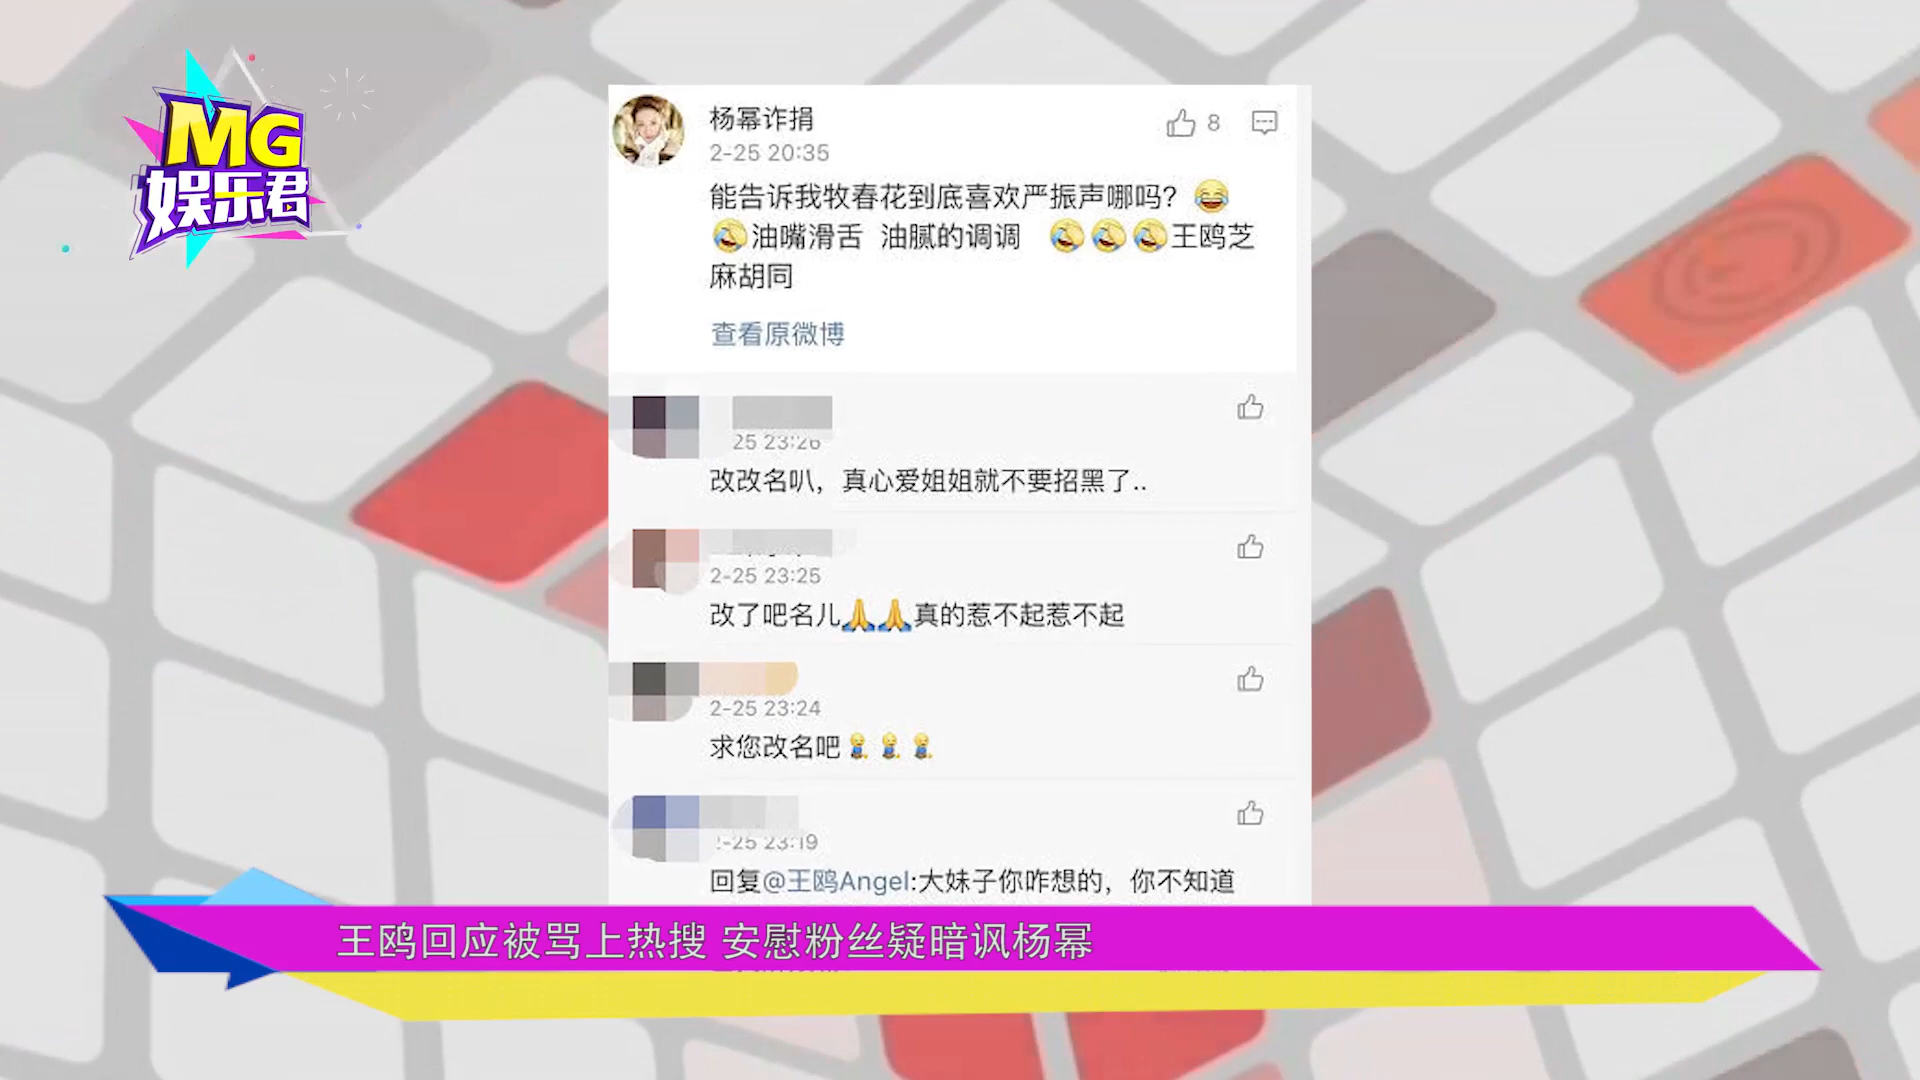 MG
娱乐君
杨幂诈捐
8
2-25 20:35
能告诉我牧春花到底喜欢严振声哪吗？😂
🤣油嘴滑舌 油腻的调调 🤣🤣🤣王鸥芝
麻胡同
查看原微博
25 23:26
改改名叭，真心爱姐姐就不要招黑了..
2-25 23:25
改了吧名儿🙏🙏真的惹不起惹不起
2-25 23:24
求您改名吧
2-25 23:19
回复@王鸥Angel:大妹子你咋想的，你不知道
王鸥回应被骂上热搜 安慰粉丝疑暗讽杨幂